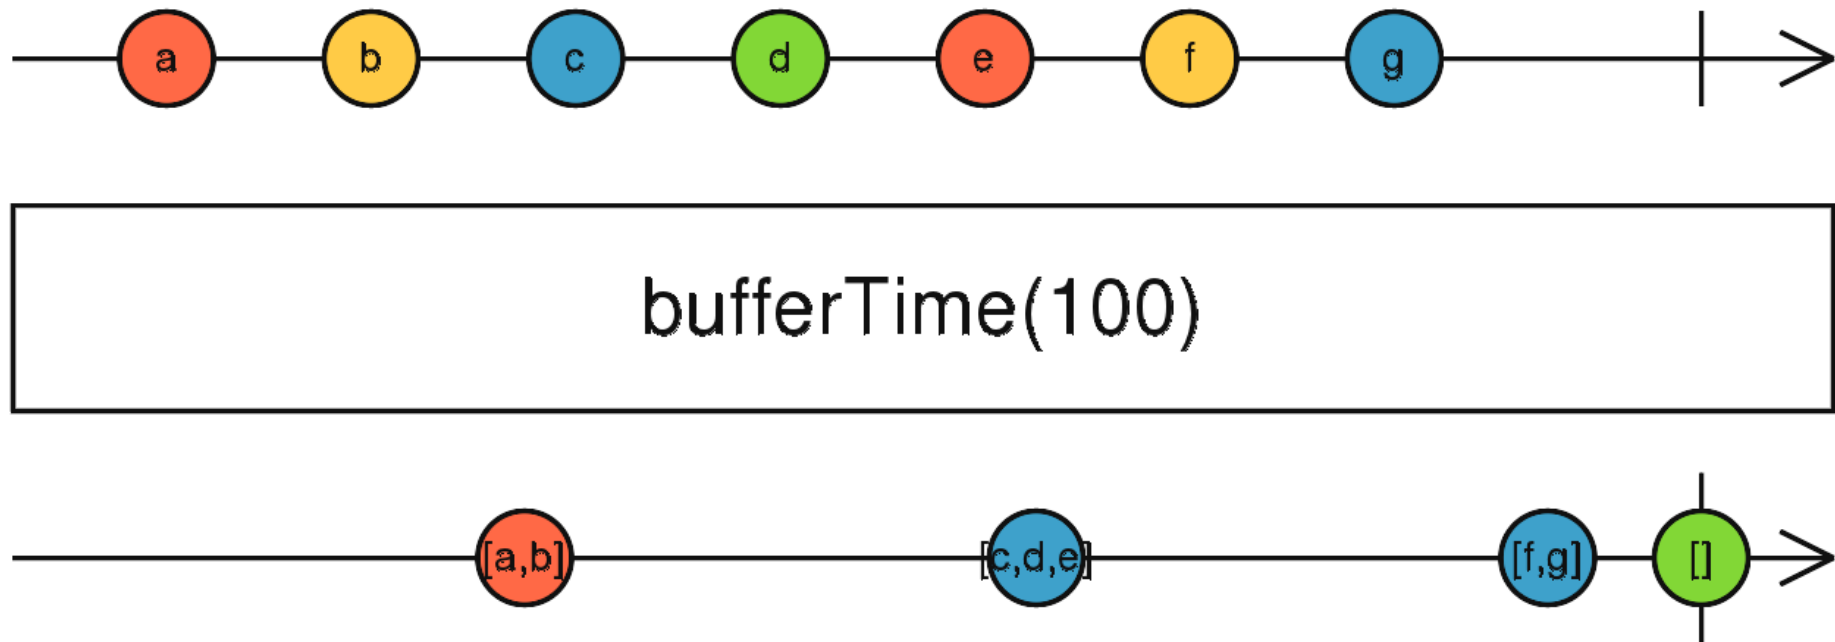 a b c d e f g
bufferTime(100)
[a,b] [c,d,e] [f,g] []